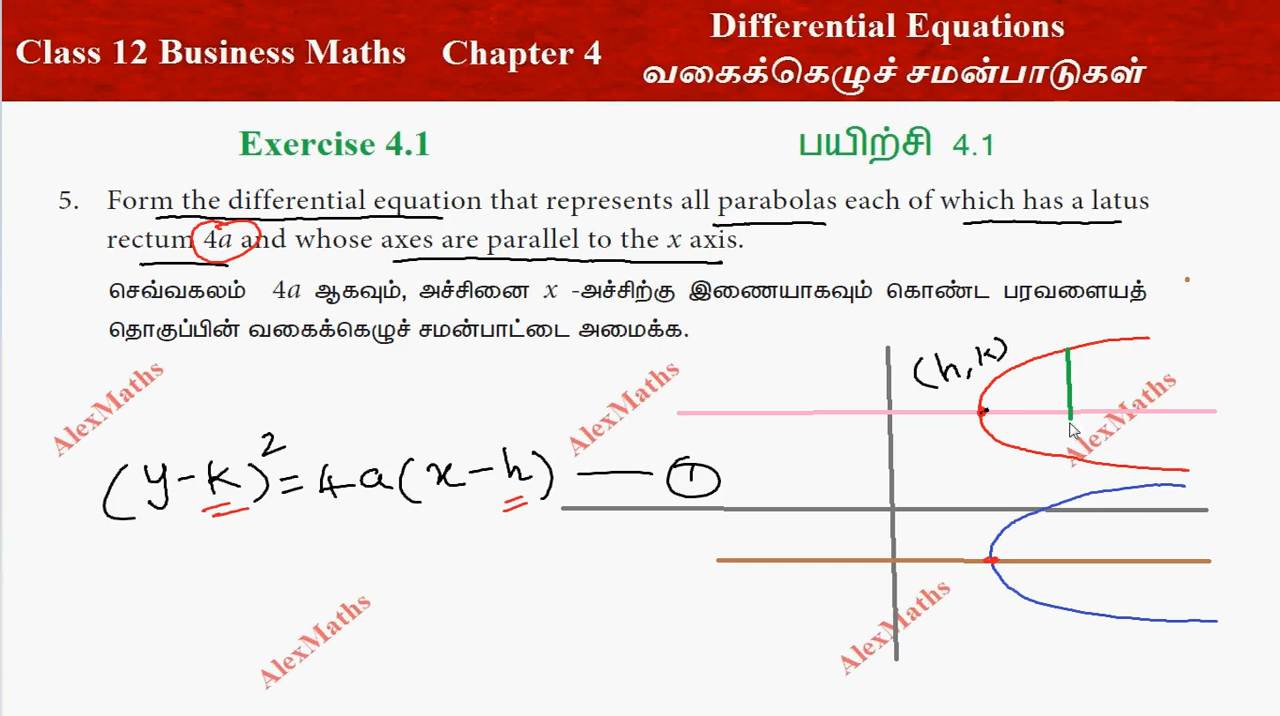 Class 12 Business Maths Chapter 4
Differential Equations
வகைக்கெழுச் சமன்பாடுகள்
Exercise 4.1
பயிற்சி 4.1
5. Form the differential equation that represents all parabolas each of which has a latus
rectum 4a and whose axes are parallel to the x axis.
செவ்வகலம் 4a ஆகவும், அச்சினை x -அச்சிற்கு இணையாகவும் கொண்ட பரவளையத்
தொகுப்பின் வகைக்கெழுச் சமன்பாட்டை அமைக்க.
(h, k)
AlexMaths
AlexMaths
AlexMaths
(y-k)²=4a(x-h) — ①
AlexMaths
AlexMaths